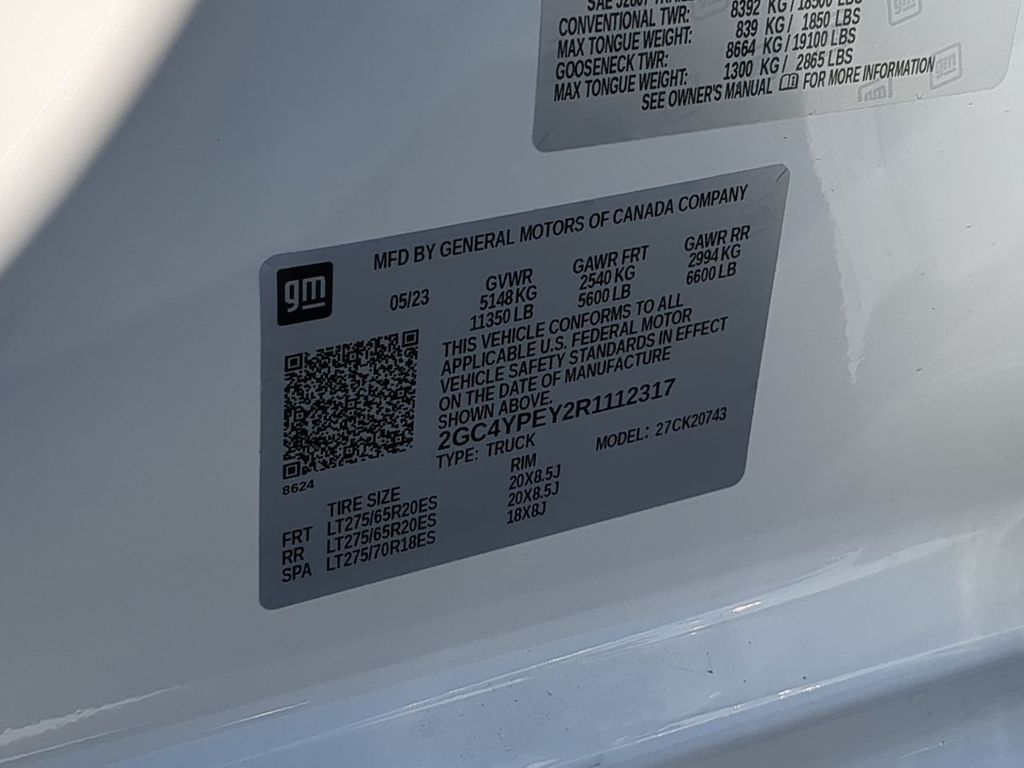 CONVENTIONAL TWR: 8392 KG / 18500 LBS
MAX TONGUE WEIGHT: 839 KG / 1850 LBS
GOOSENECK TWR: 8664 KG / 19100 LBS
MAX TONGUE WEIGHT: 1300 KG / 2865 LBS
SEE OWNER'S MANUAL FOR MORE INFORMATION
gm
gm
MFD BY GENERAL MOTORS OF CANADA COMPANY
gm
05/23
GVWR GAWR FRT GAWR RR
5148 KG 2540 KG 2994 KG
11350 LB 5600 LB 6600 LB
THIS VEHICLE CONFORMS TO ALL
APPLICABLE U.S. FEDERAL MOTOR
VEHICLE SAFETY STANDARDS IN EFFECT
ON THE DATE OF MANUFACTURE
SHOWN ABOVE.
2GC4YPEY2R1112317
TYPE: TRUCK MODEL: 27CK20743
8624
TIRE SIZE RIM
FRT LT275/65R20ES 20X8.5J
RR LT275/65R20ES 20X8.5J
SPA LT275/70R18ES 18X8J